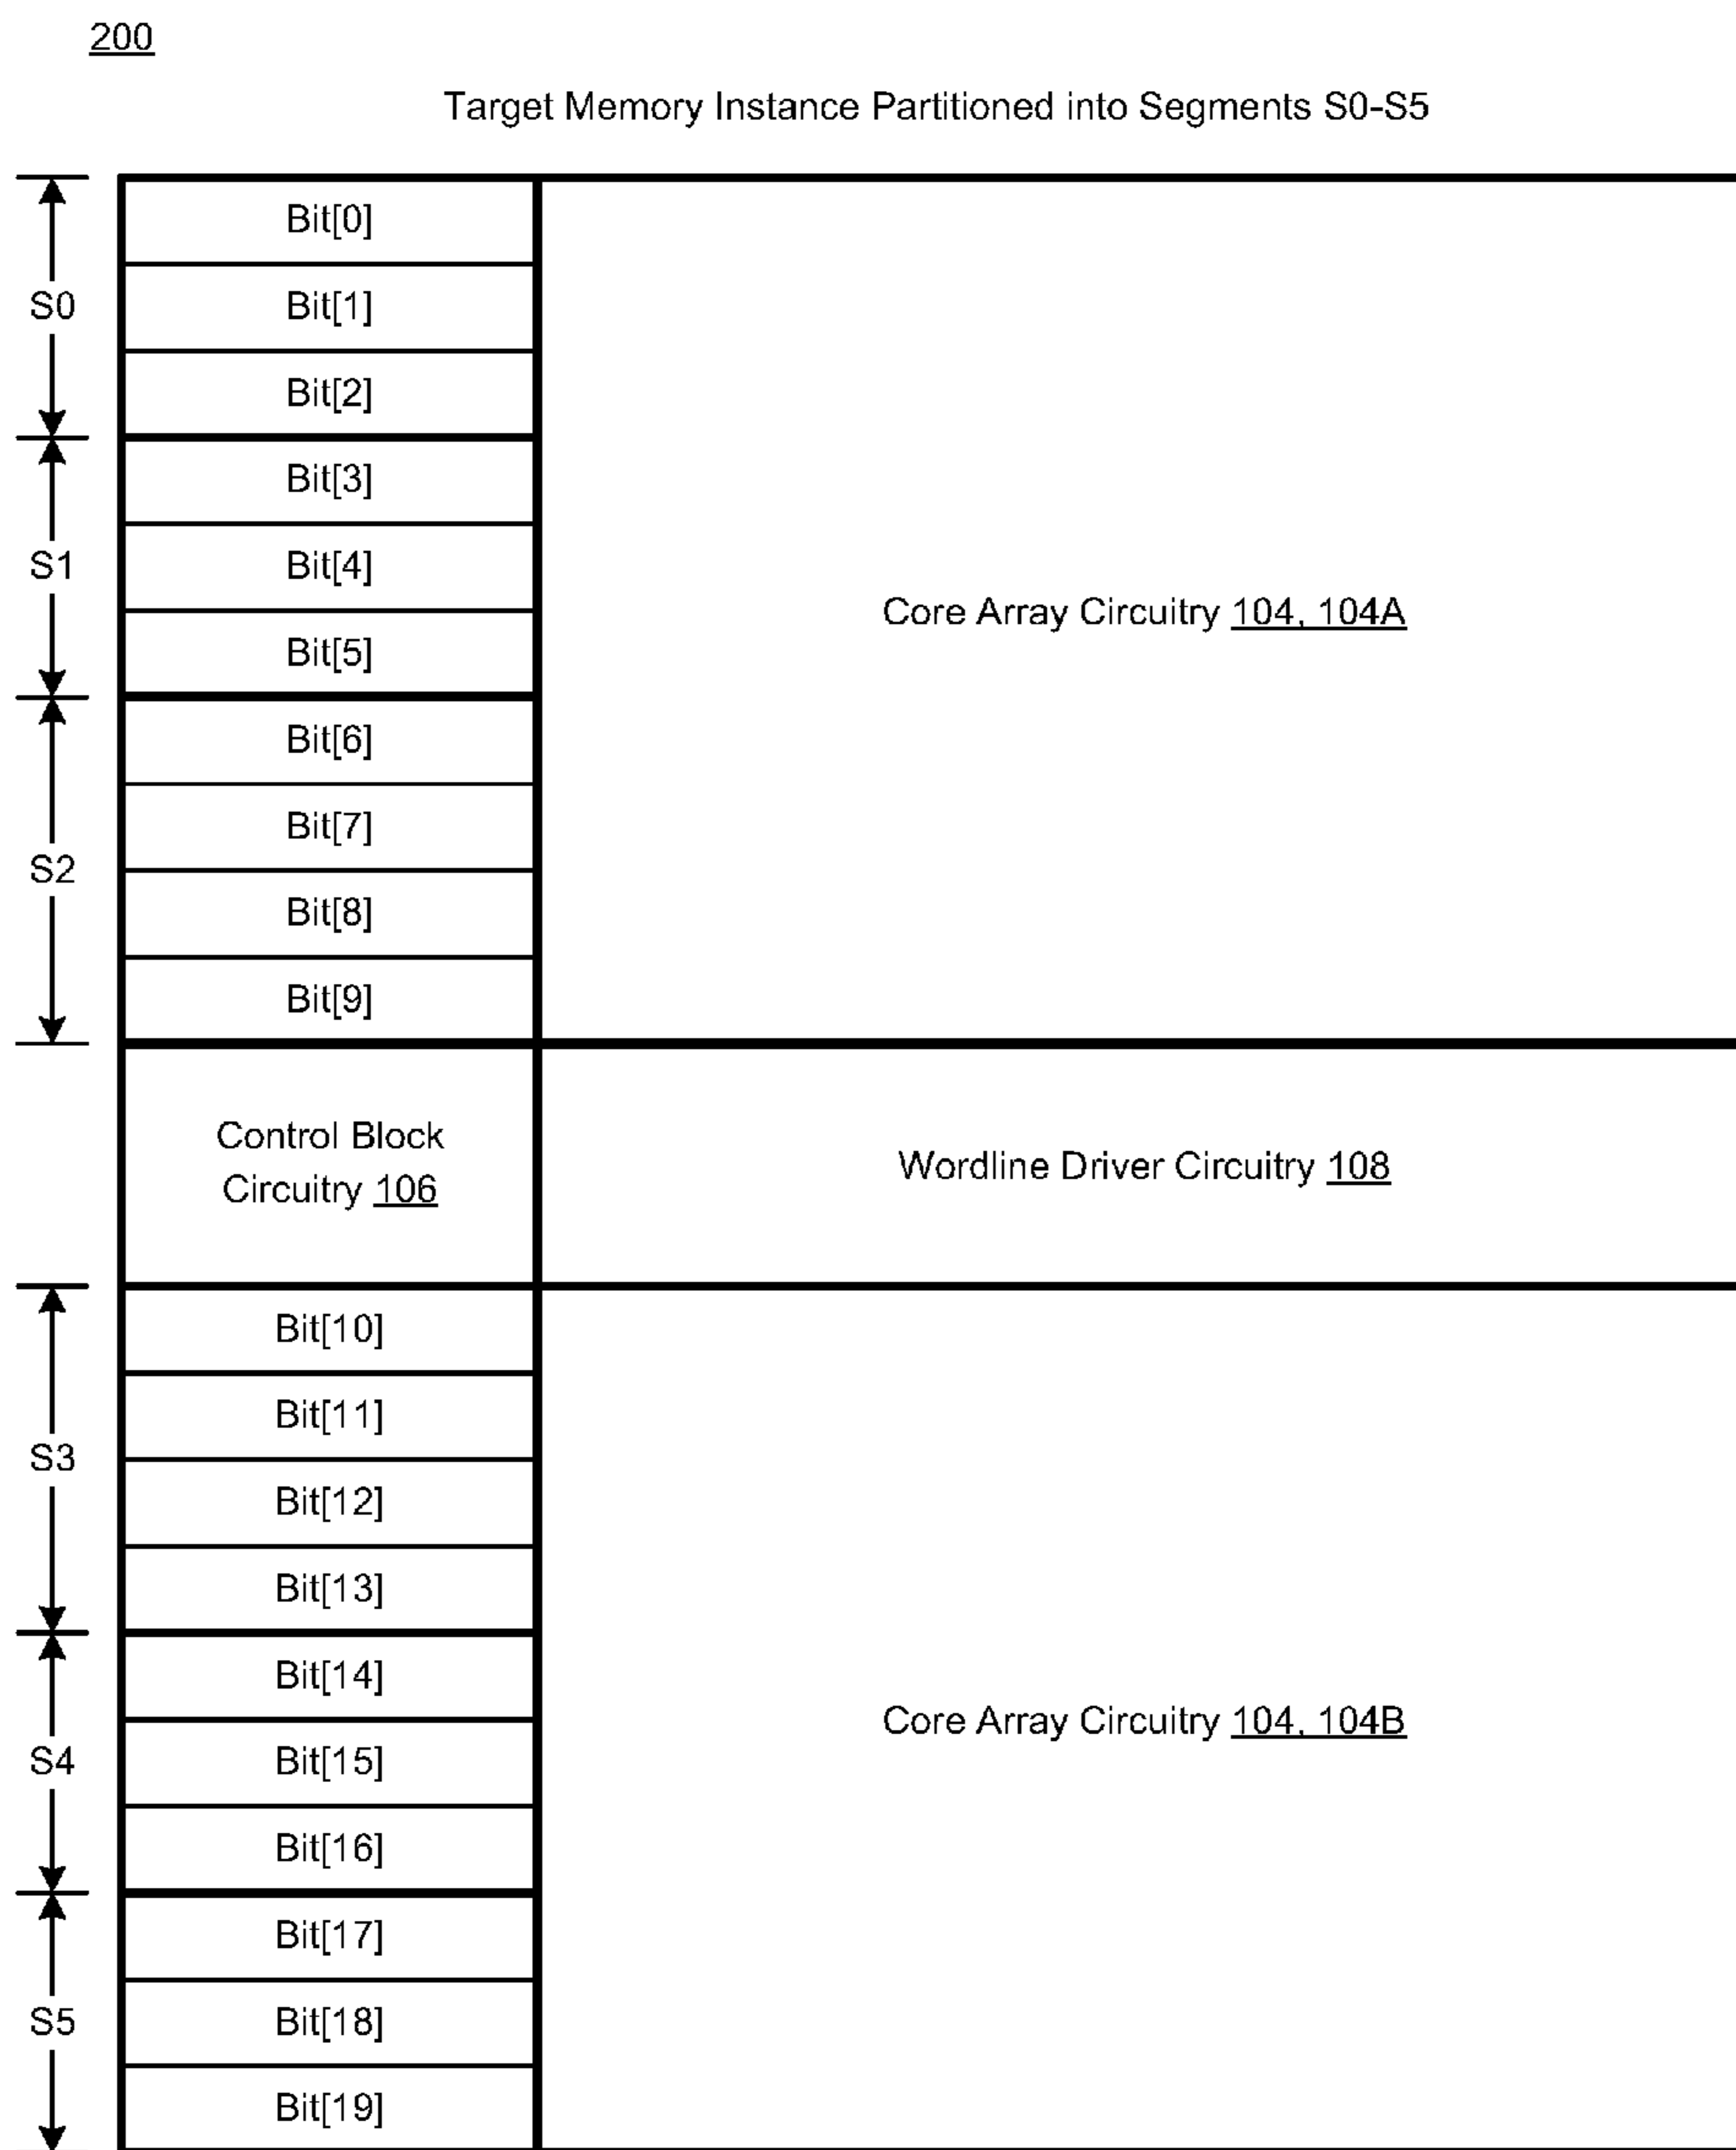 200
Target Memory Instance Partitioned into Segments S0-S5
S0
Bit[0]
Bit[1]
Bit[2]
S1
Bit[3]
Bit[4]
Bit[5]
Core Array Circuitry 104, 104A
S2
Bit[6]
Bit[7]
Bit[8]
Bit[9]
Control Block
Circuitry 106
Wordline Driver Circuitry 108
S3
Bit[10]
Bit[11]
Bit[12]
Bit[13]
S4
Bit[14]
Bit[15]
Bit[16]
Core Array Circuitry 104, 104B
S5
Bit[17]
Bit[18]
Bit[19]